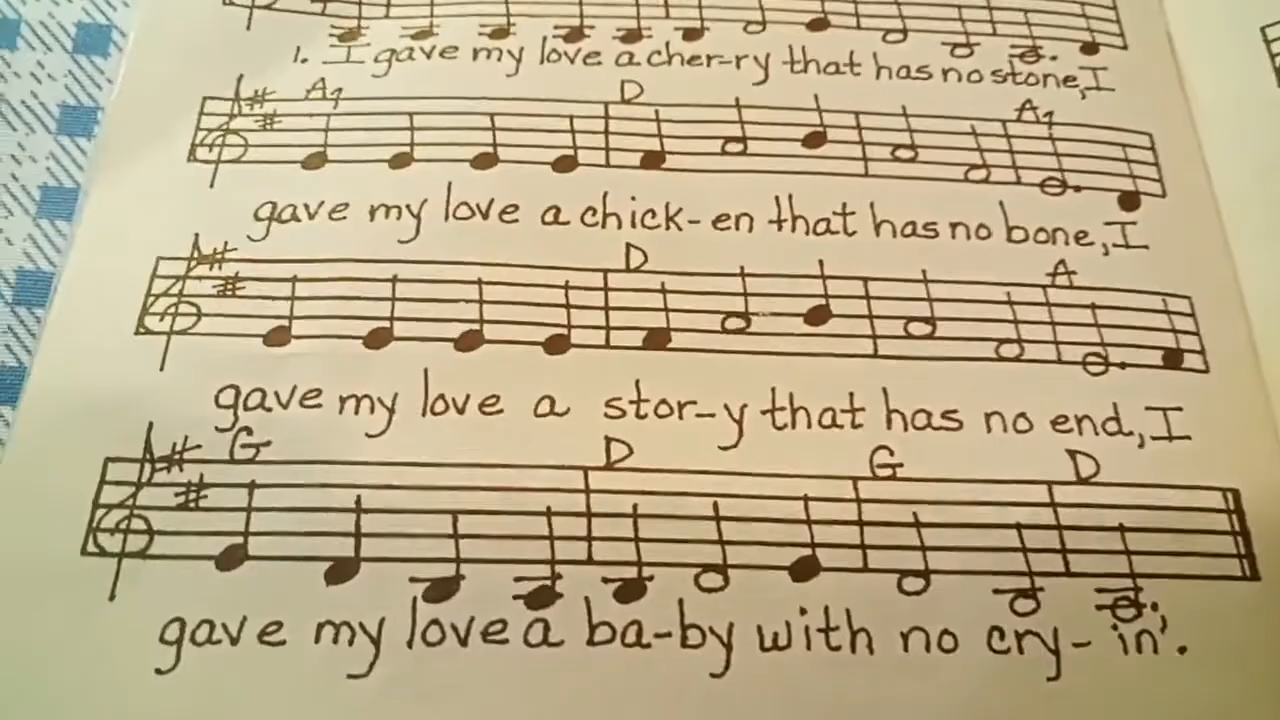 1. I gave my love a cher-ry that has no stone, I
A7 D A7
gave my love a chick-en that has no bone, I
D A
gave my love a stor-y that has no end, I
G D G D
gave my love a ba-by with no cry-in'.